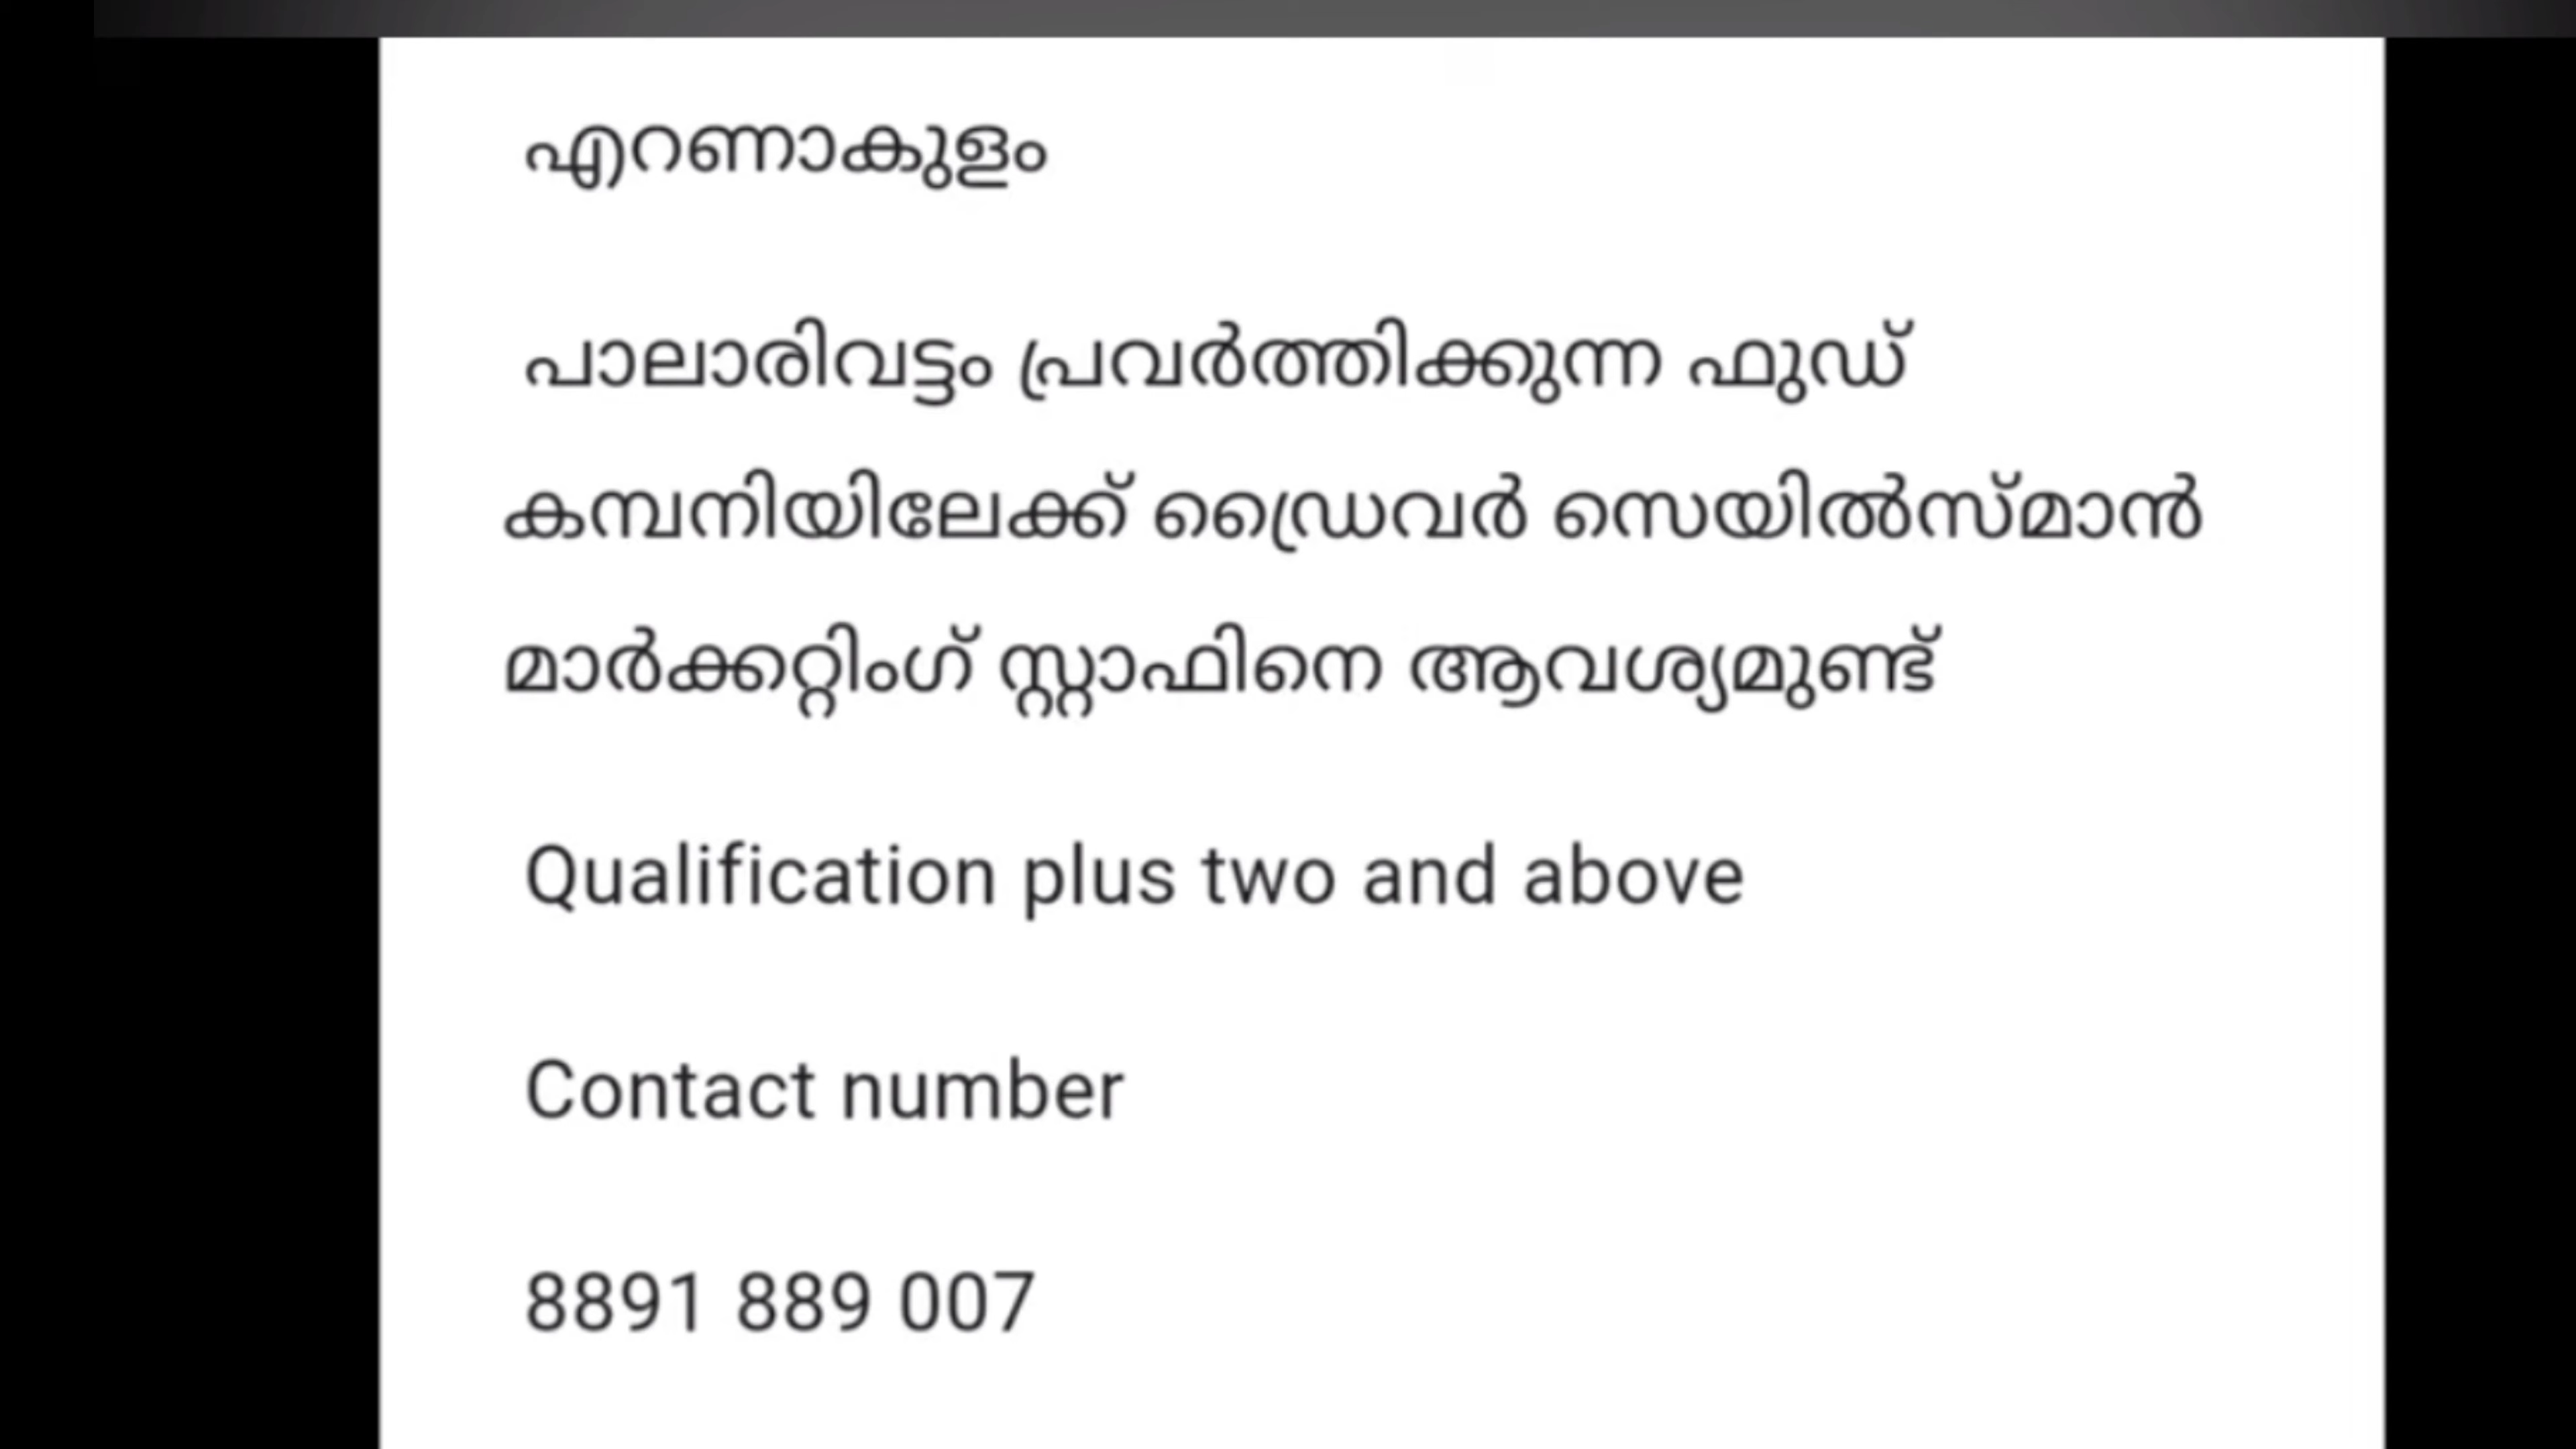 എറണാകുളം
പാലാരിവട്ടം പ്രവർത്തിക്കുന്ന ഫുഡ്
കമ്പനിയിലേക്ക് ഡ്രൈവർ സെയിൽസ്മാൻ
മാർക്കറ്റിംഗ് സ്റ്റാഫിനെ ആവശ്യമുണ്ട്
Qualification plus two and above
Contact number
8891 889 007